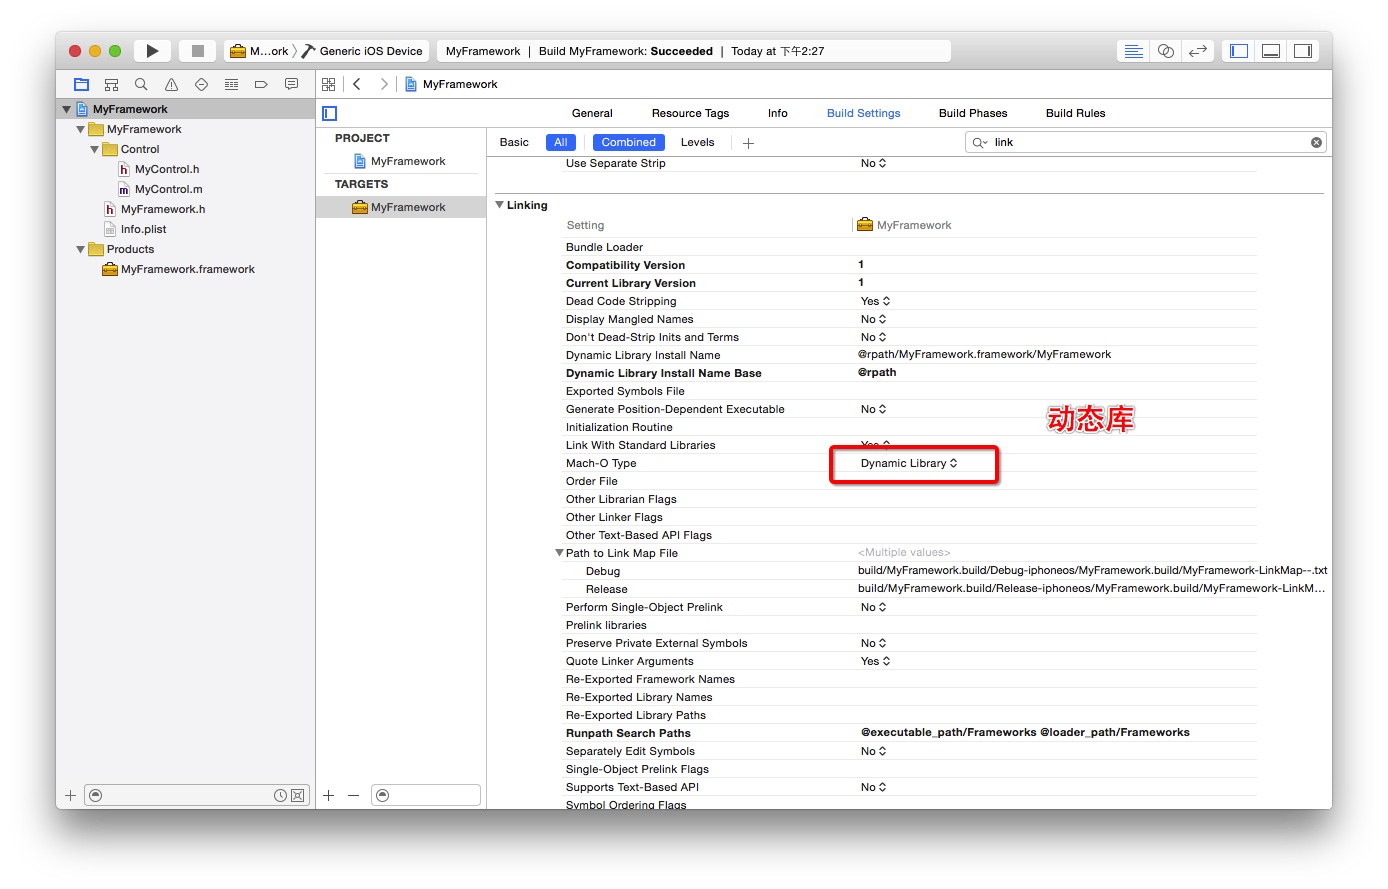 M...ork
Generic iOS Device
MyFramework | Build MyFramework: Succeeded | Today at 下午2:27
MyFramework
General Resource Tags Info Build Settings Build Phases Build Rules
Basic All Combined Levels
link
MyFramework
MyFramework
Control
MyControl.h
MyControl.m
MyFramework.h
Info.plist
Products
MyFramework.framework
PROJECT
MyFramework
TARGETS
MyFramework
Use Separate Strip No
Linking
Setting MyFramework
Bundle Loader
Compatibility Version 1
Current Library Version 1
Dead Code Stripping Yes
Display Mangled Names No
Don't Dead-Strip Inits and Terms No
Dynamic Library Install Name @rpath/MyFramework.framework/MyFramework
Dynamic Library Install Name Base @rpath
Exported Symbols File
Generate Position-Dependent Executable No
动态库
Initialization Routine
Link With Standard Libraries Yes
Mach-O Type Dynamic Library
Order File
Other Librarian Flags
Other Linker Flags
Other Text-Based API Flags
Path to Link Map File <Multiple values>
Debug build/MyFramework.build/Debug-iphoneos/MyFramework.build/MyFramework-LinkMap--.txt
Release build/MyFramework.build/Release-iphoneos/MyFramework.build/MyFramework-LinkM...
Perform Single-Object Prelink No
Prelink libraries
Preserve Private External Symbols No
Quote Linker Arguments Yes
Re-Exported Framework Names
Re-Exported Library Names
Re-Exported Library Paths
Runpath Search Paths @executable_path/Frameworks @loader_path/Frameworks
Separately Edit Symbols No
Single-Object Prelink Flags
Supports Text-Based API No
Symbol Ordering Flags